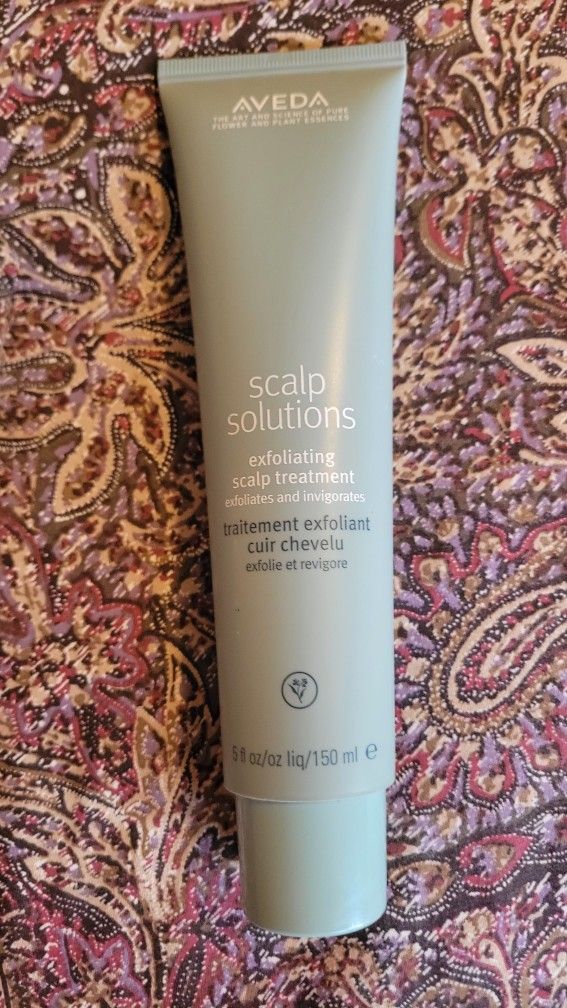 AVEDA
THE ART AND SCIENCE OF PURE
FLOWER AND PLANT ESSENCES
scalp
solutions
exfoliating
scalp treatment
exfoliates and invigorates
traitement exfoliant
cuir chevelu
exfolie et revigore
5 fl oz/oz liq/150 ml ℮